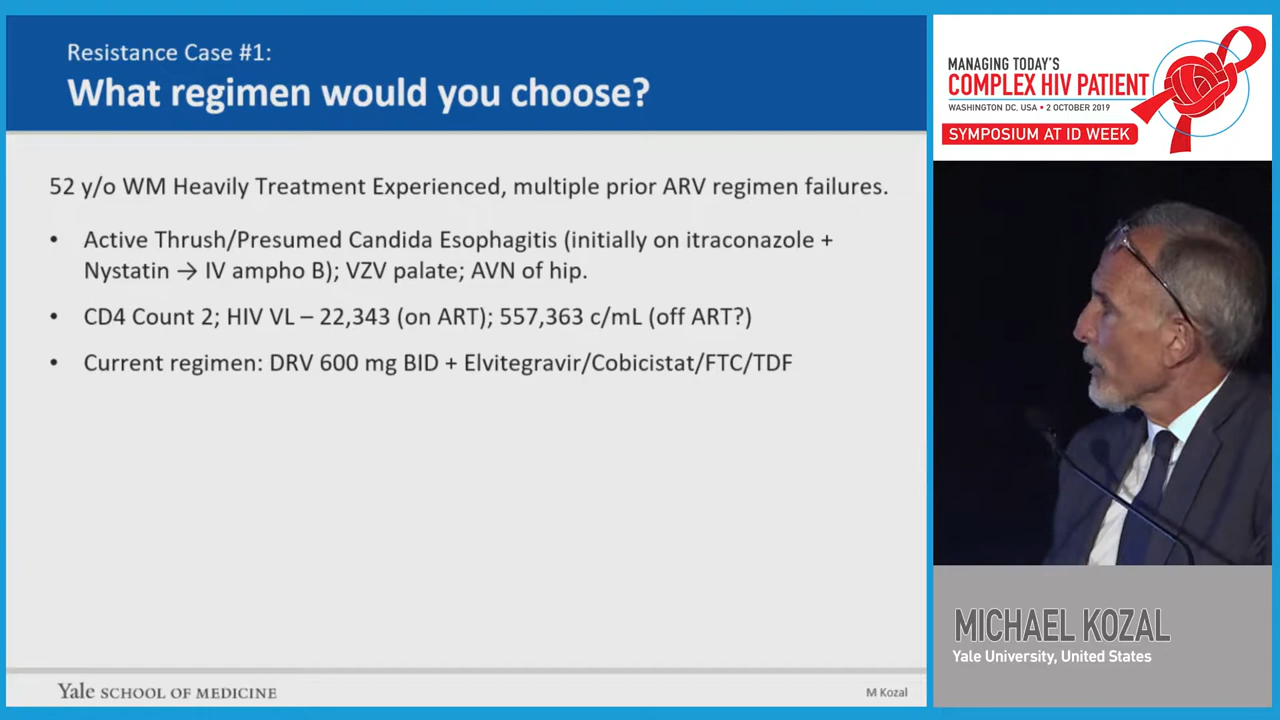 Resistance Case #1:
What regimen would you choose?
52 y/o WM Heavily Treatment Experienced, multiple prior ARV regimen failures.
• Active Thrush/Presumed Candida Esophagitis (initially on itraconazole +
Nystatin → IV ampho B); VZV palate; AVN of hip.
• CD4 Count 2; HIV VL – 22,343 (on ART); 557,363 c/mL (off ART?)
• Current regimen: DRV 600 mg BID + Elvitegravir/Cobicistat/FTC/TDF
Yale SCHOOL OF MEDICINE
M Kozal
MANAGING TODAY'S
COMPLEX HIV PATIENT
WASHINGTON DC, USA • 2 OCTOBER 2019
SYMPOSIUM AT ID WEEK
MICHAEL KOZAL
Yale University, United States